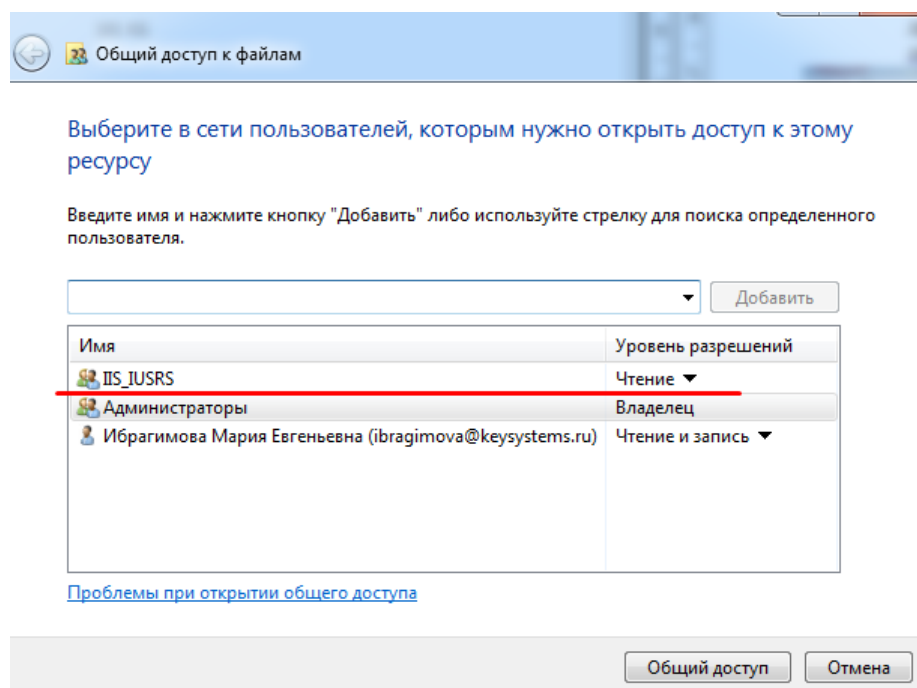 Общий доступ к файлам
Выберите в сети пользователей, которым нужно открыть доступ к этому
ресурсу
Введите имя и нажмите кнопку "Добавить" либо используйте стрелку для поиска определенного
пользователя.
Добавить
Имя Уровень разрешений
IIS_IUSRS Чтение
Администраторы Владелец
Ибрагимова Мария Евгеньевна (ibragimova@keysystems.ru) Чтение и запись
Проблемы при открытии общего доступа
Общий доступ Отмена